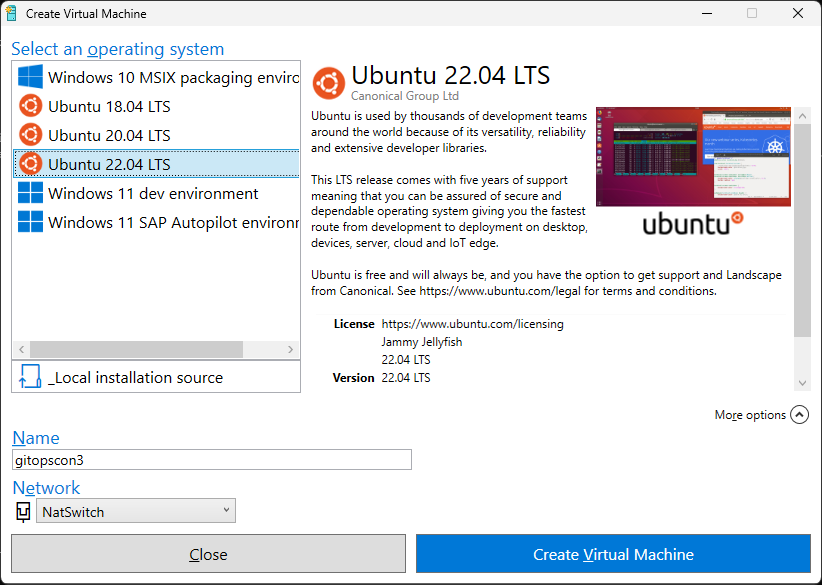 Create Virtual Machine
Select an operating system
Windows 10 MSIX packaging enviro
Ubuntu 18.04 LTS
Ubuntu 20.04 LTS
Ubuntu 22.04 LTS
Windows 11 dev environment
Windows 11 SAP Autopilot environr
_Local installation source
Ubuntu 22.04 LTS
Canonical Group Ltd
Ubuntu is used by thousands of development teams
around the world because of its versatility, reliability
and extensive developer libraries.
This LTS release comes with five years of support
meaning that you can be assured of secure and
dependable operating system giving you the fastest
route from development to deployment on desktop,
devices, server, cloud and IoT edge.
ubuntu
Ubuntu is free and will always be, and you have the option to get support and Landscape
from Canonical. See https://www.ubuntu.com/legal for terms and conditions.
License https://www.ubuntu.com/licensing
Jammy Jellyfish
22.04 LTS
Version 22.04 LTS
More options
Name
gitopscon3
Network
NatSwitch
Close
Create Virtual Machine